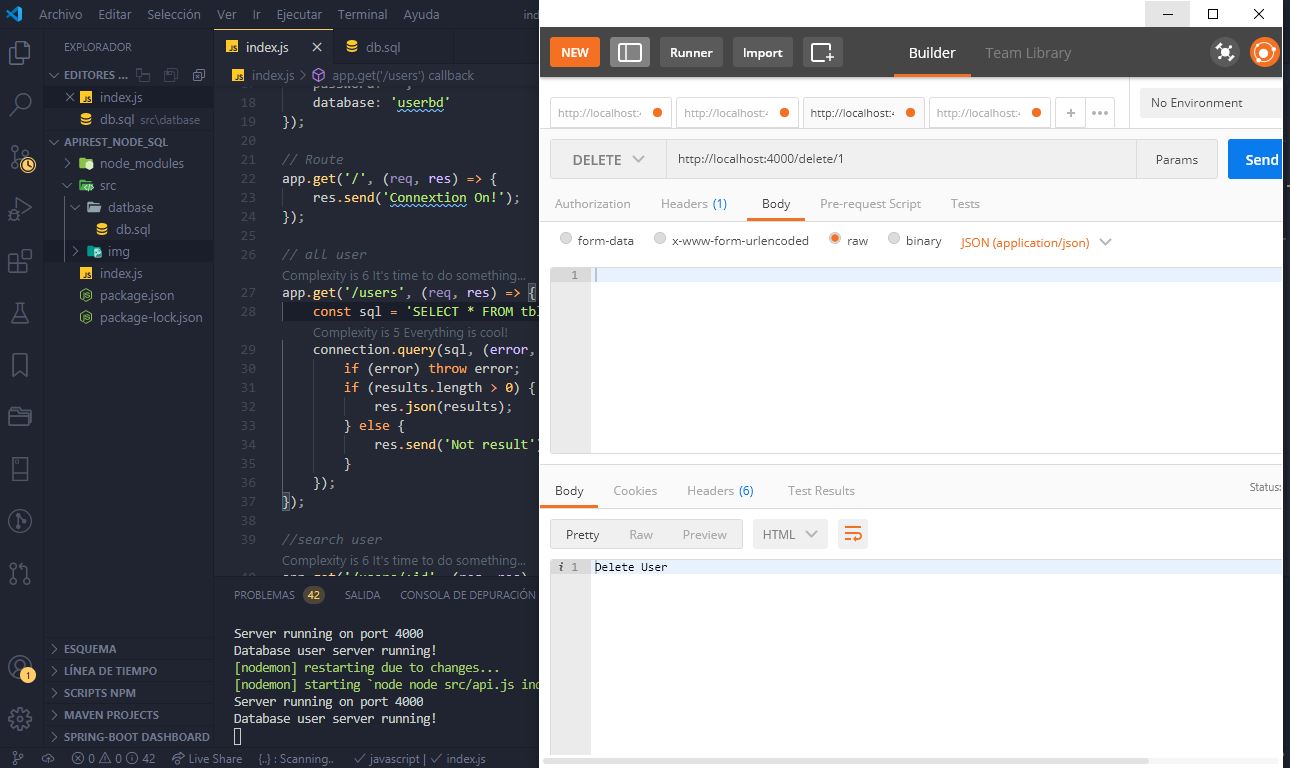 Archivo Editar Selección Ver Ir Ejecutar Terminal Ayuda
EXPLORADOR
EDITORES ...
index.js
db.sql src\datbase
APIREST_NODE_SQL
node_modules
src
datbase
db.sql
img
index.js
package.json
package-lock.json
ESQUEMA
LÍNEA DE TIEMPO
SCRIPTS NPM
MAVEN PROJECTS
SPRING-BOOT DASHBOARD
1
index.js db.sql
index.js > app.get('/users') callback
18 database: 'userbd'
19 });
20
21 // Route
22 app.get('/', (req, res) => {
23 res.send('Connextion On!');
24 });
25
26 // all user
Complexity is 6 It's time to do something...
27 app.get('/users', (req, res) => {
28 const sql = 'SELECT * FROM
Complexity is 5 Everything is cool!
29 connection.query(sql, (error,
30 if (error) throw error;
31 if (results.length > 0) {
32 res.json(results);
33 } else {
34 res.send('Not result'
35 }
36 });
37 });
38
39 //search user
Complexity is 6 It's time to do something...
PROBLEMAS 42 SALIDA CONSOLA DE DEPURACIÓN
Server running on port 4000
Database user server running!
[nodemon] restarting due to changes...
[nodemon] starting `node node src/api.js
Server running on port 4000
Database user server running!
0 0 42 Live Share {..} : Scanning.. javascript | index.js
NEW Runner Import Builder Team Library
http://localhost: http://localhost: http://localhost: http://localhost: + ••• No Environment
DELETE http://localhost:4000/delete/1 Params Send
Authorization Headers (1) Body Pre-request Script Tests
form-data x-www-form-urlencoded raw binary JSON (application/json)
1
Body Cookies Headers (6) Test Results Status:
Pretty Raw Preview HTML
i 1 Delete User